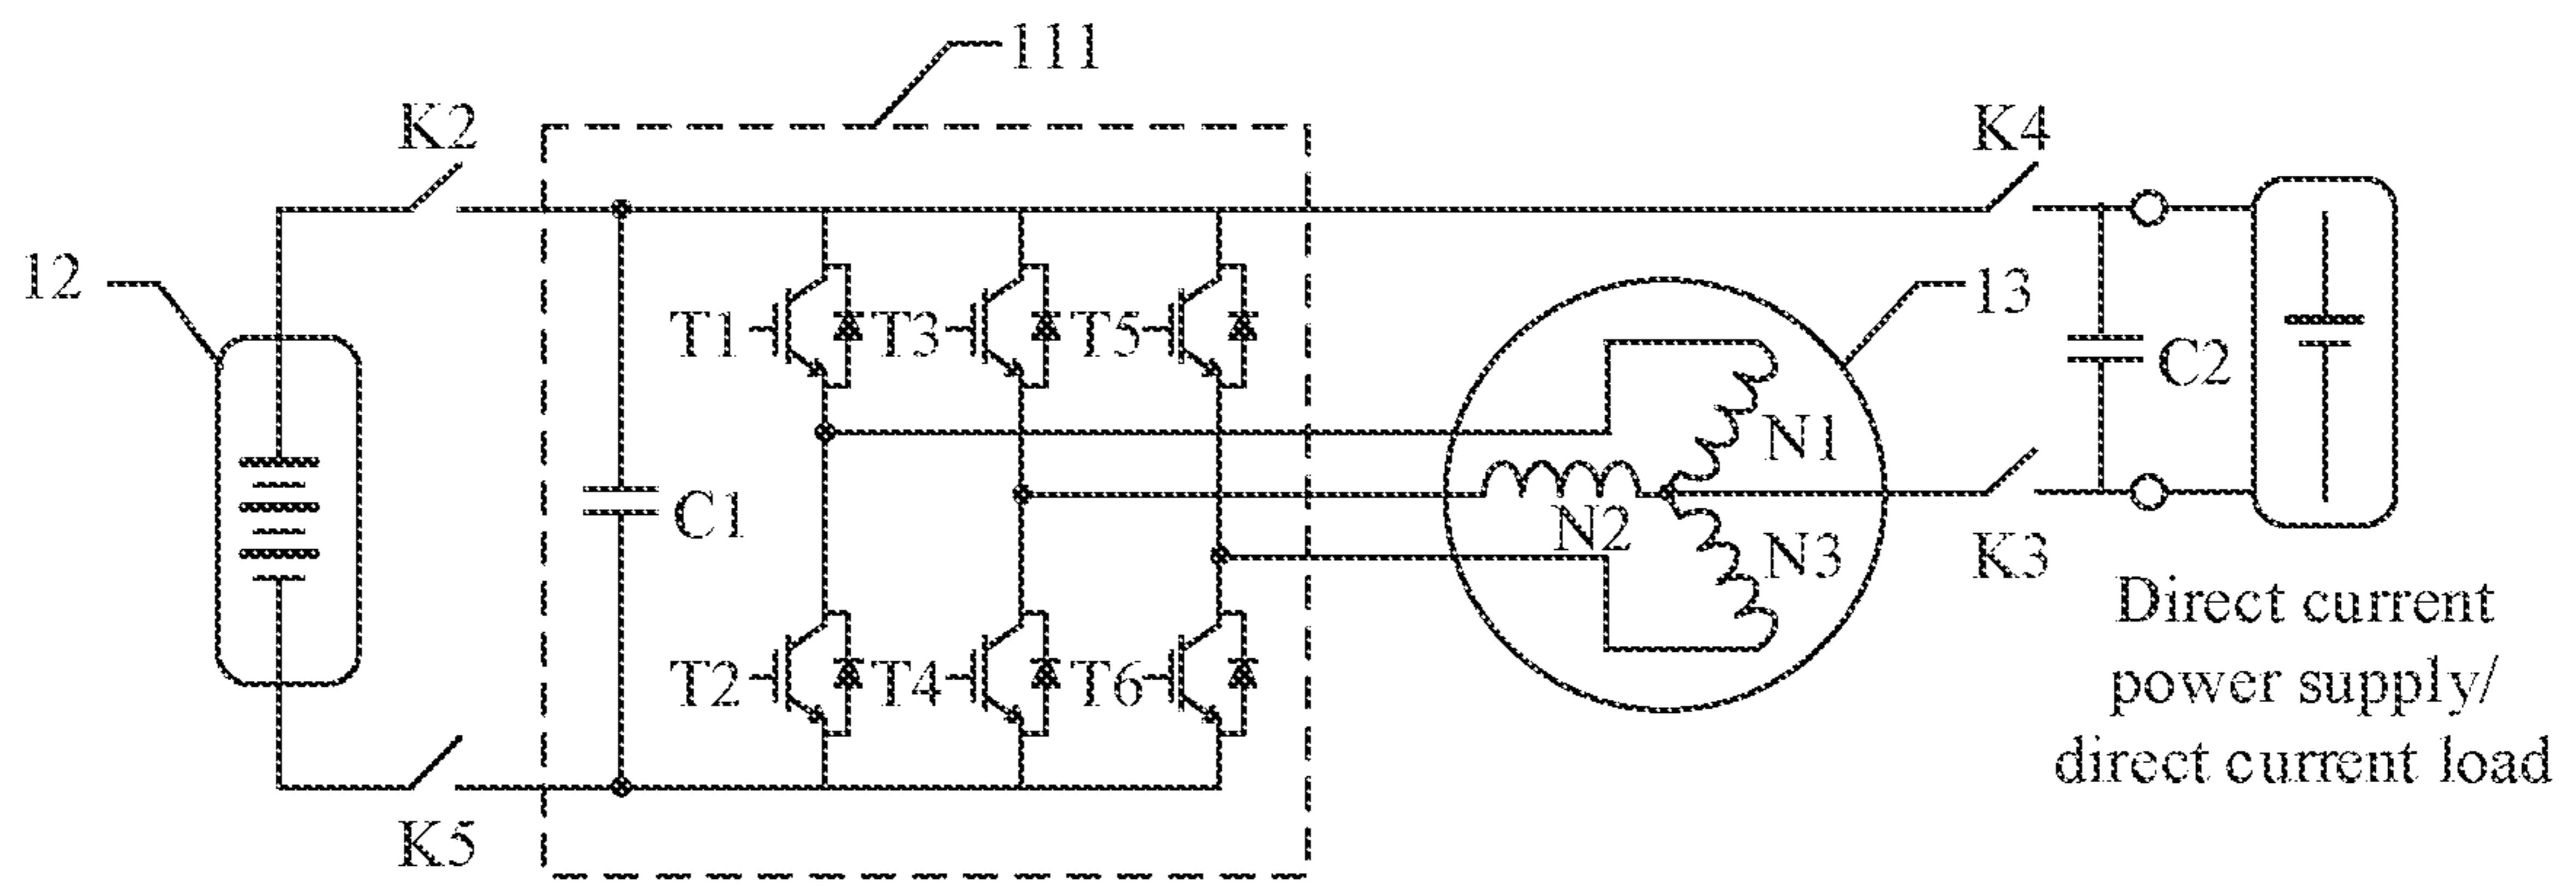 111
K2
K4
12
13
T1
T3
T5
C2
N1
C1
N2
N3
K3
Direct current
power supply/
direct current load
T2
T4
T6
K5